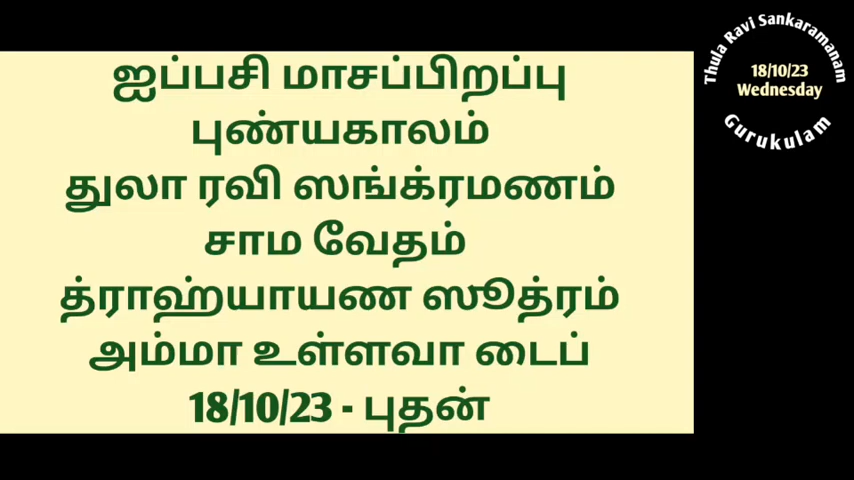 ஐப்பசி மாசப்பிறப்பு
புண்யகாலம்
துலா ரவி ஸங்க்ரமணம்
சாம வேதம்
த்ராஹ்யாயண ஸூத்ரம்
அம்மா உள்ளவா டைப்
18/10/23 - புதன்
Thula Ravi Sankaramanam
18/10/23
Wednesday
Gurukulam